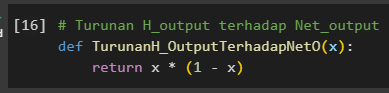 [16] # Turunan H_output terhadap Net_output
def TurunanH_OutputTerhadapNetO(x):
return x * (1 - x)